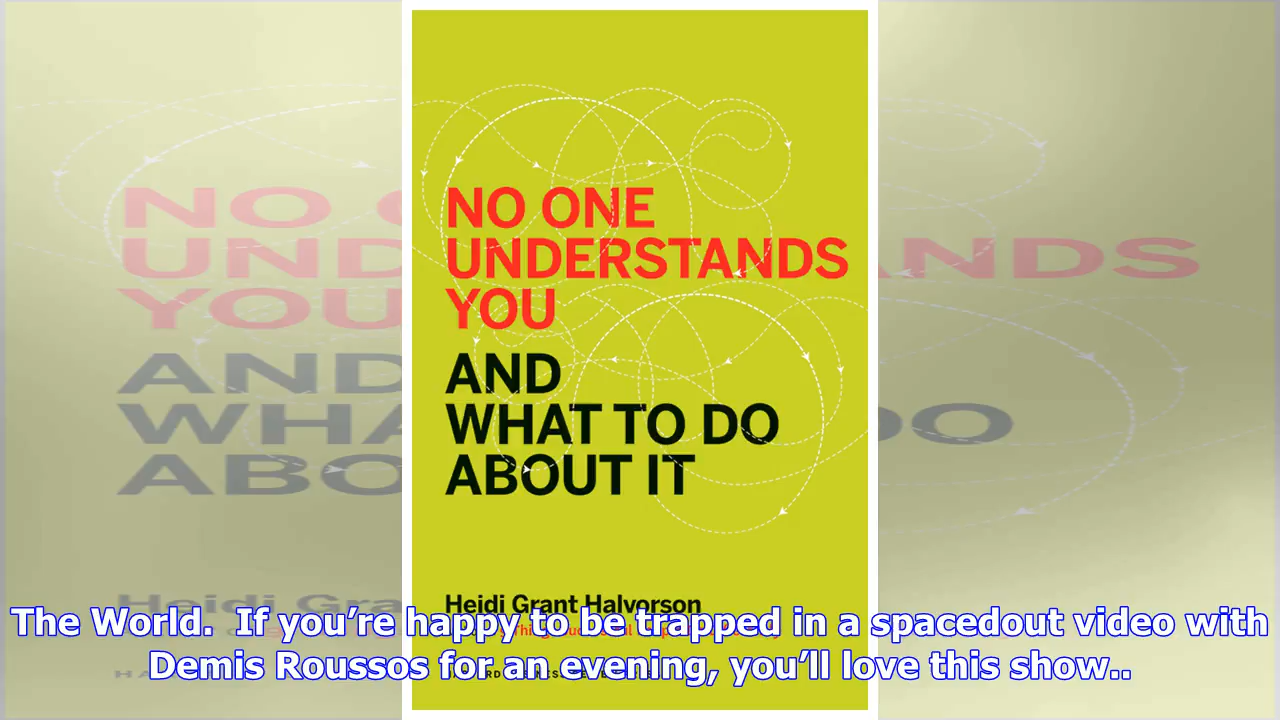 NO ONE
UNDERSTANDS
YOU
AND
WHAT TO DO
ABOUT IT
Heidi Grant Halvorson
The World. If you’re happy to be trapped in a spacedout video with
Demis Roussos for an evening, you’ll love this show..